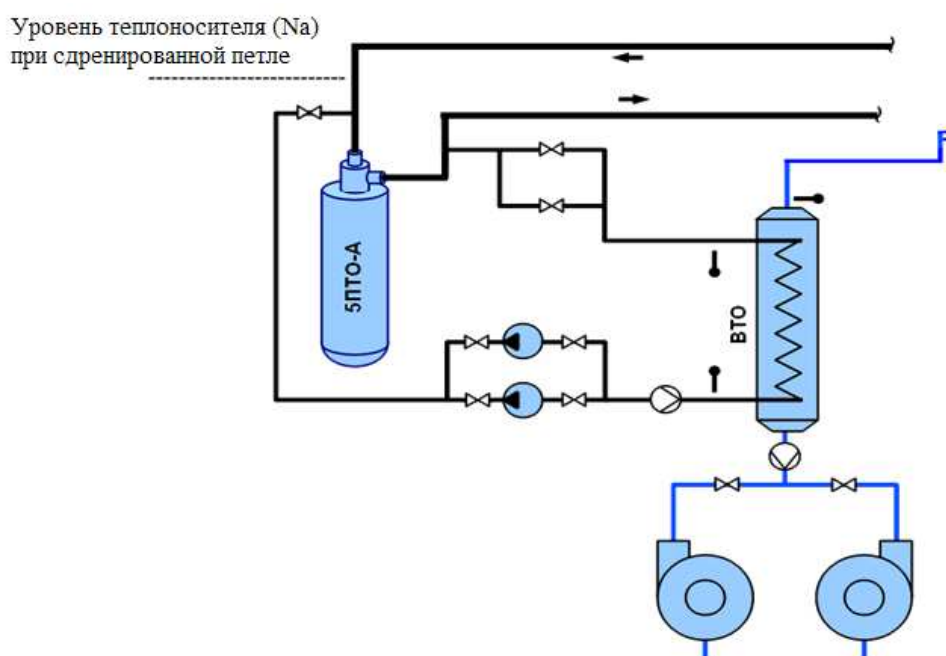 Уровень теплоносителя (Na)
при сдренированной петле
5ПТО-А
ВТО